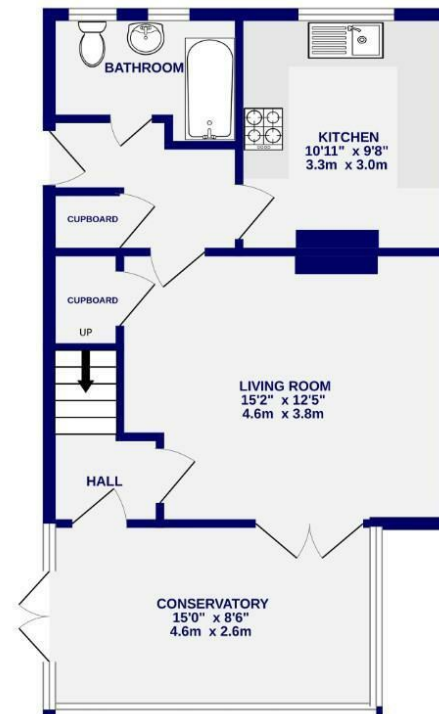 BATHROOM
KITCHEN
10'11" x 9'8"
3.3m x 3.0m
CUPBOARD
CUPBOARD
UP
LIVING ROOM
15'2" x 12'5"
4.6m x 3.8m
HALL
CONSERVATORY
15'0" x 8'6"
4.6m x 2.6m